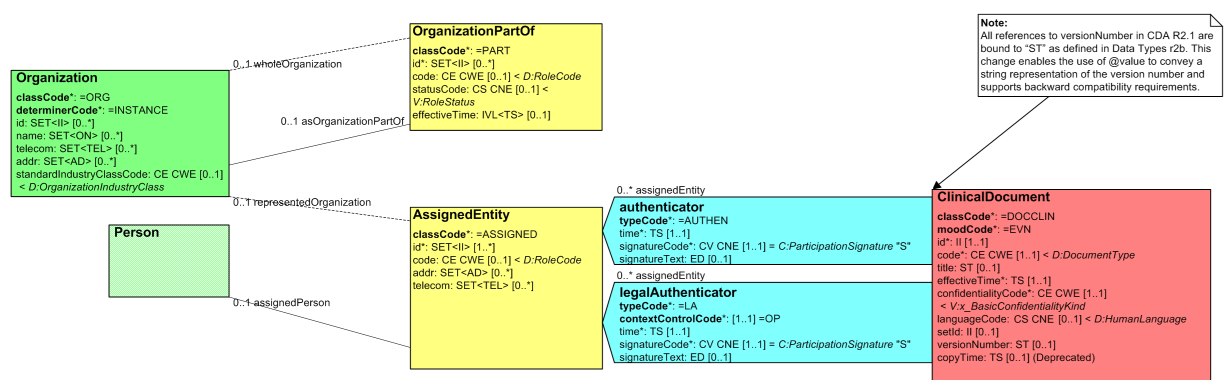 OrganizationPartOf
classCode*: =PART
id*: SET<II> [0..*]
code: CE CWE [0..1] < D:RoleCode
statusCode: CS CNE [0..1] <
V:RoleStatus
effectiveTime: IVL<TS> [0..1]
Note:
All references to versionNumber in CDA R2.1 are
bound to “ST” as defined in Data Types r2b. This
change enables the use of @value to convey a
string representation of the version number and
supports backward compatibility requirements.
0..1 wholeOrganization
Organization
classCode*: =ORG
determinerCode*: =INSTANCE
id: SET<II> [0..*]
name: SET<ON> [0..*]
telecom: SET<TEL> [0..*]
addr: SET<AD> [0..*]
standardIndustryClassCode: CE CWE [0..1]
< D:OrganizationIndustryClass
0..1 asOrganizationPartOf
0..1 representedOrganization
Person
0..1 assignedPerson
AssignedEntity
classCode*: =ASSIGNED
id*: SET<II> [1..*]
code: CE CWE [0..1] < D:RoleCode
addr: SET<AD> [0..*]
telecom: SET<TEL> [0..*]
0..* assignedEntity
authenticator
typeCode*: =AUTHEN
time*: TS [1..1]
signatureCode*: CV CNE [1..1] = C:ParticipationSignature "S"
signatureText: ED [0..1]
0..* assignedEntity
legalAuthenticator
typeCode*: =LA
contextControlCode*: [1..1] =OP
time*: TS [1..1]
signatureCode*: CV CNE [1..1] = C:ParticipationSignature "S"
signatureText: ED [0..1]
ClinicalDocument
classCode*: =DOCCLIN
moodCode*: =EVN
id*: II [1..1]
code*: CE CWE [1..1] < D:DocumentType
title: ST [0..1]
effectiveTime*: TS [1..1]
confidentialityCode*: CE CWE [1..1]
< V:x_BasicConfidentialityKind
languageCode: CS CNE [0..1] < D:HumanLanguage
setId: II [0..1]
versionNumber: ST [0..1]
copyTime: TS [0..1] (Deprecated)